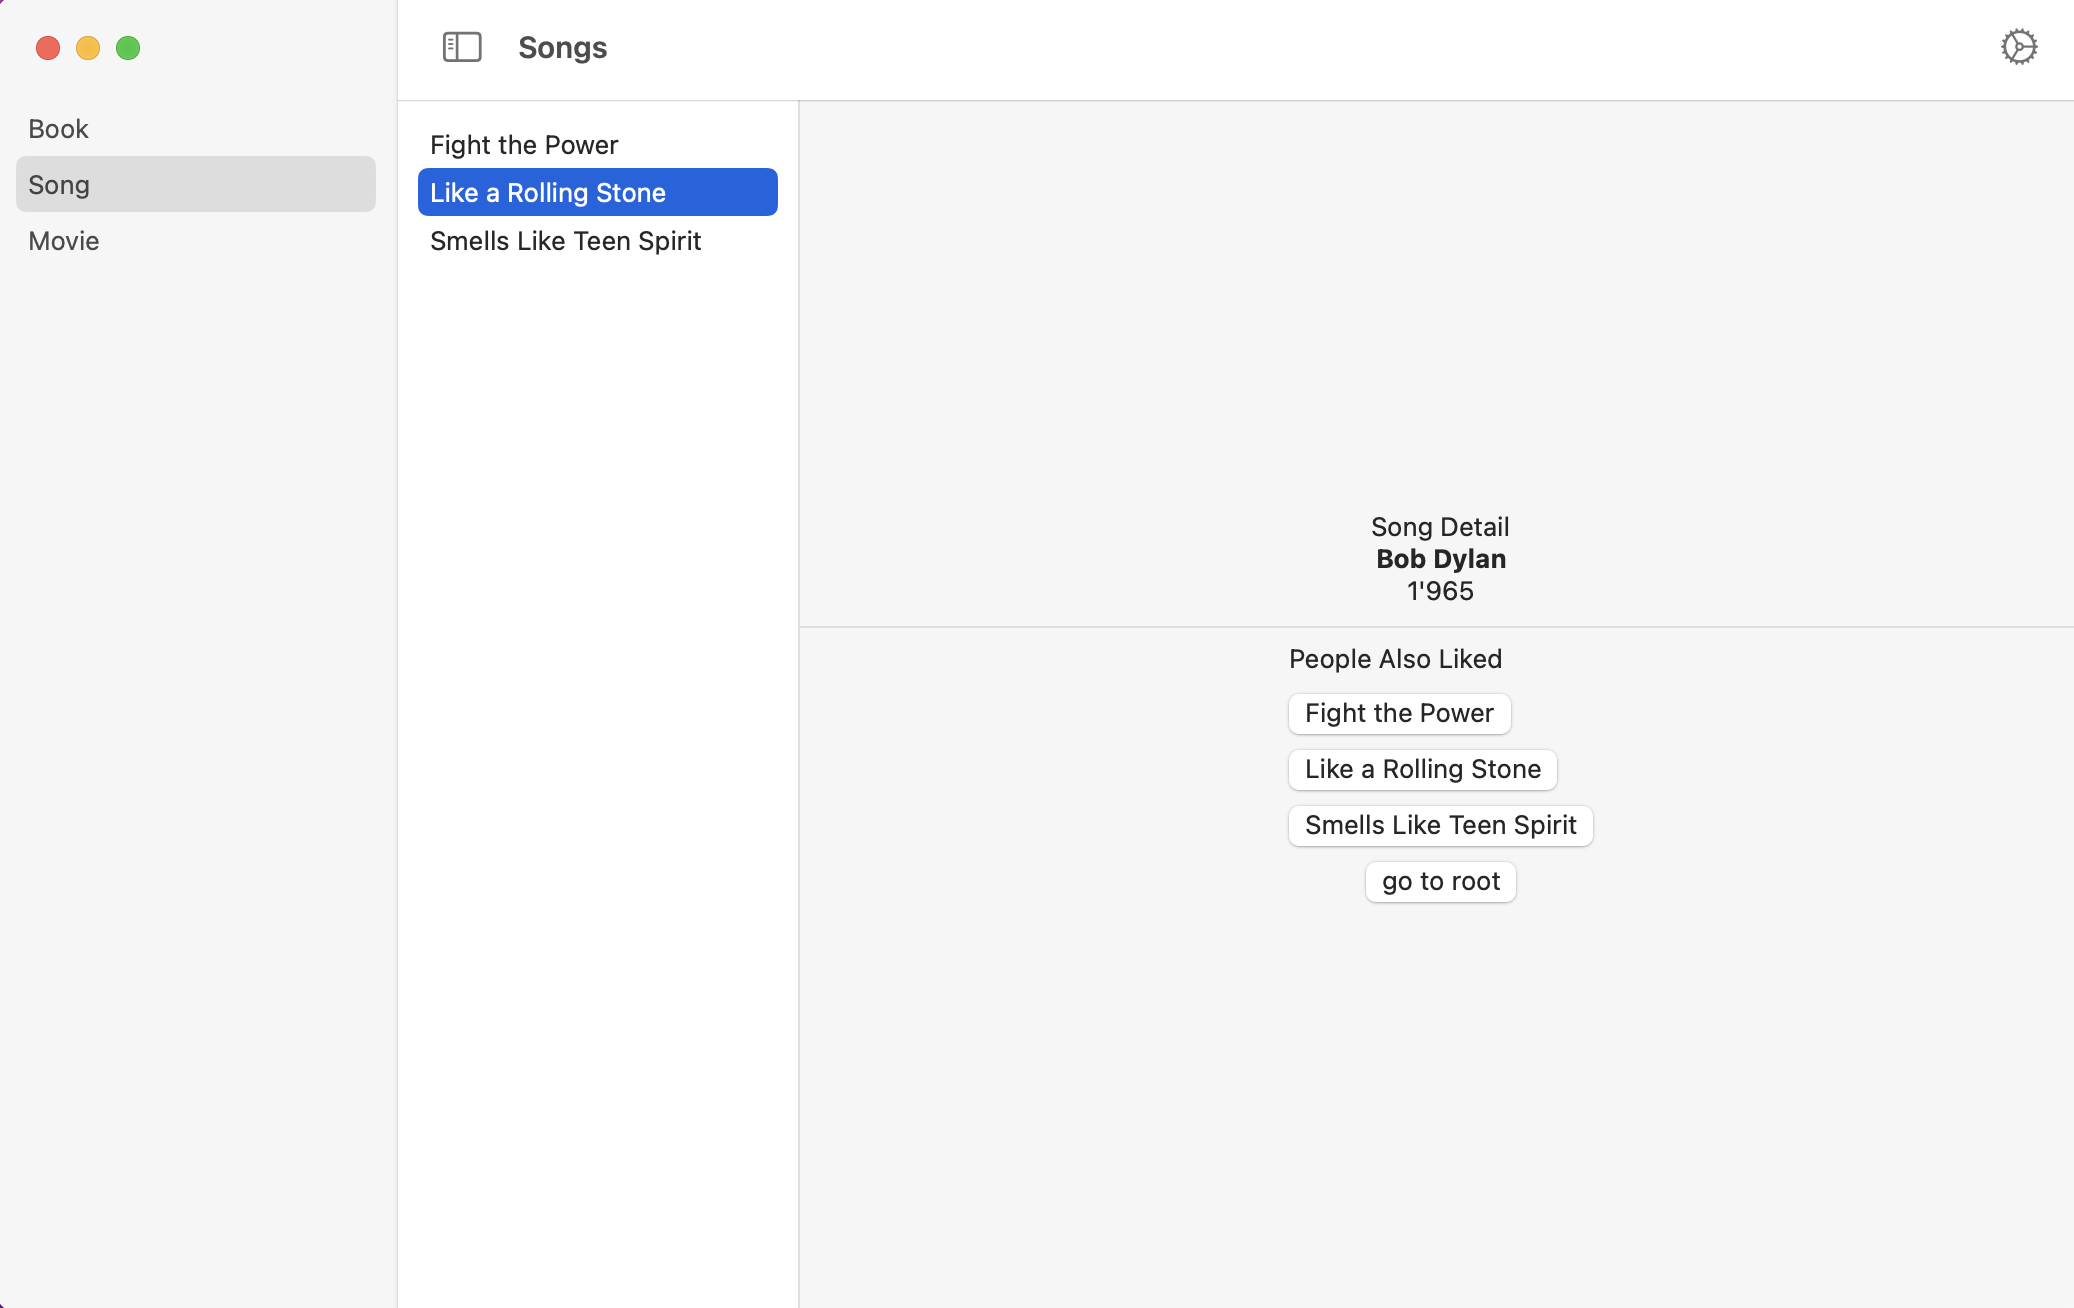 Book
Song
Movie
Songs
Fight the Power
Like a Rolling Stone
Smells Like Teen Spirit
Song Detail
Bob Dylan
1'965
People Also Liked
Fight the Power
Like a Rolling Stone
Smells Like Teen Spirit
go to root